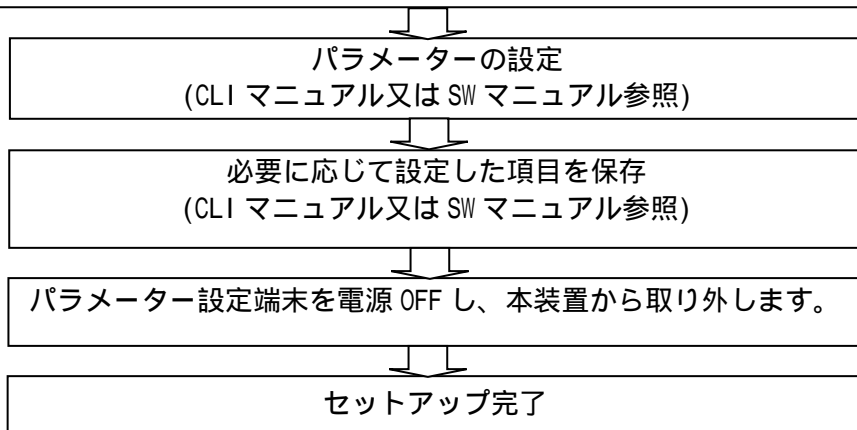 パラメーターの設定
(CLI マニュアル又は SW マニュアル参照)
必要に応じて設定した項目を保存
(CLI マニュアル又は SW マニュアル参照)
パラメーター設定端末を電源 OFF し、本装置から取り外します。
セットアップ完了